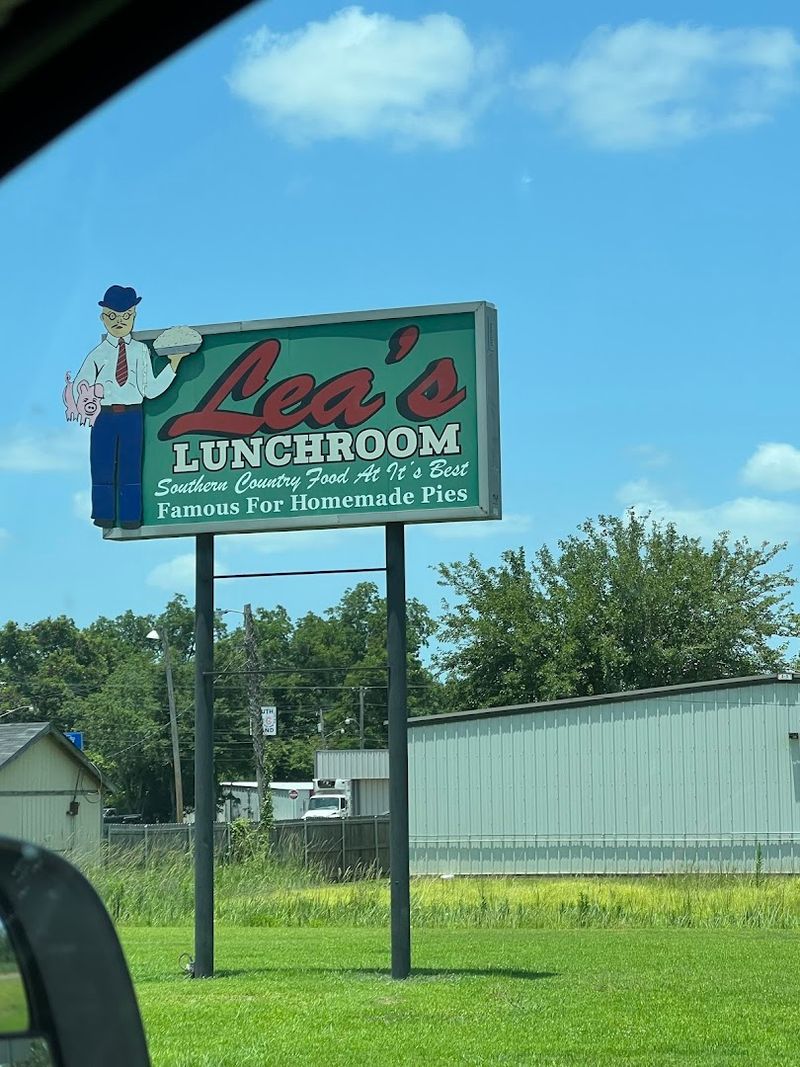 Lea's
LUNCHROOM
Southern Country Food At It's Best
Famous For Homemade Pies